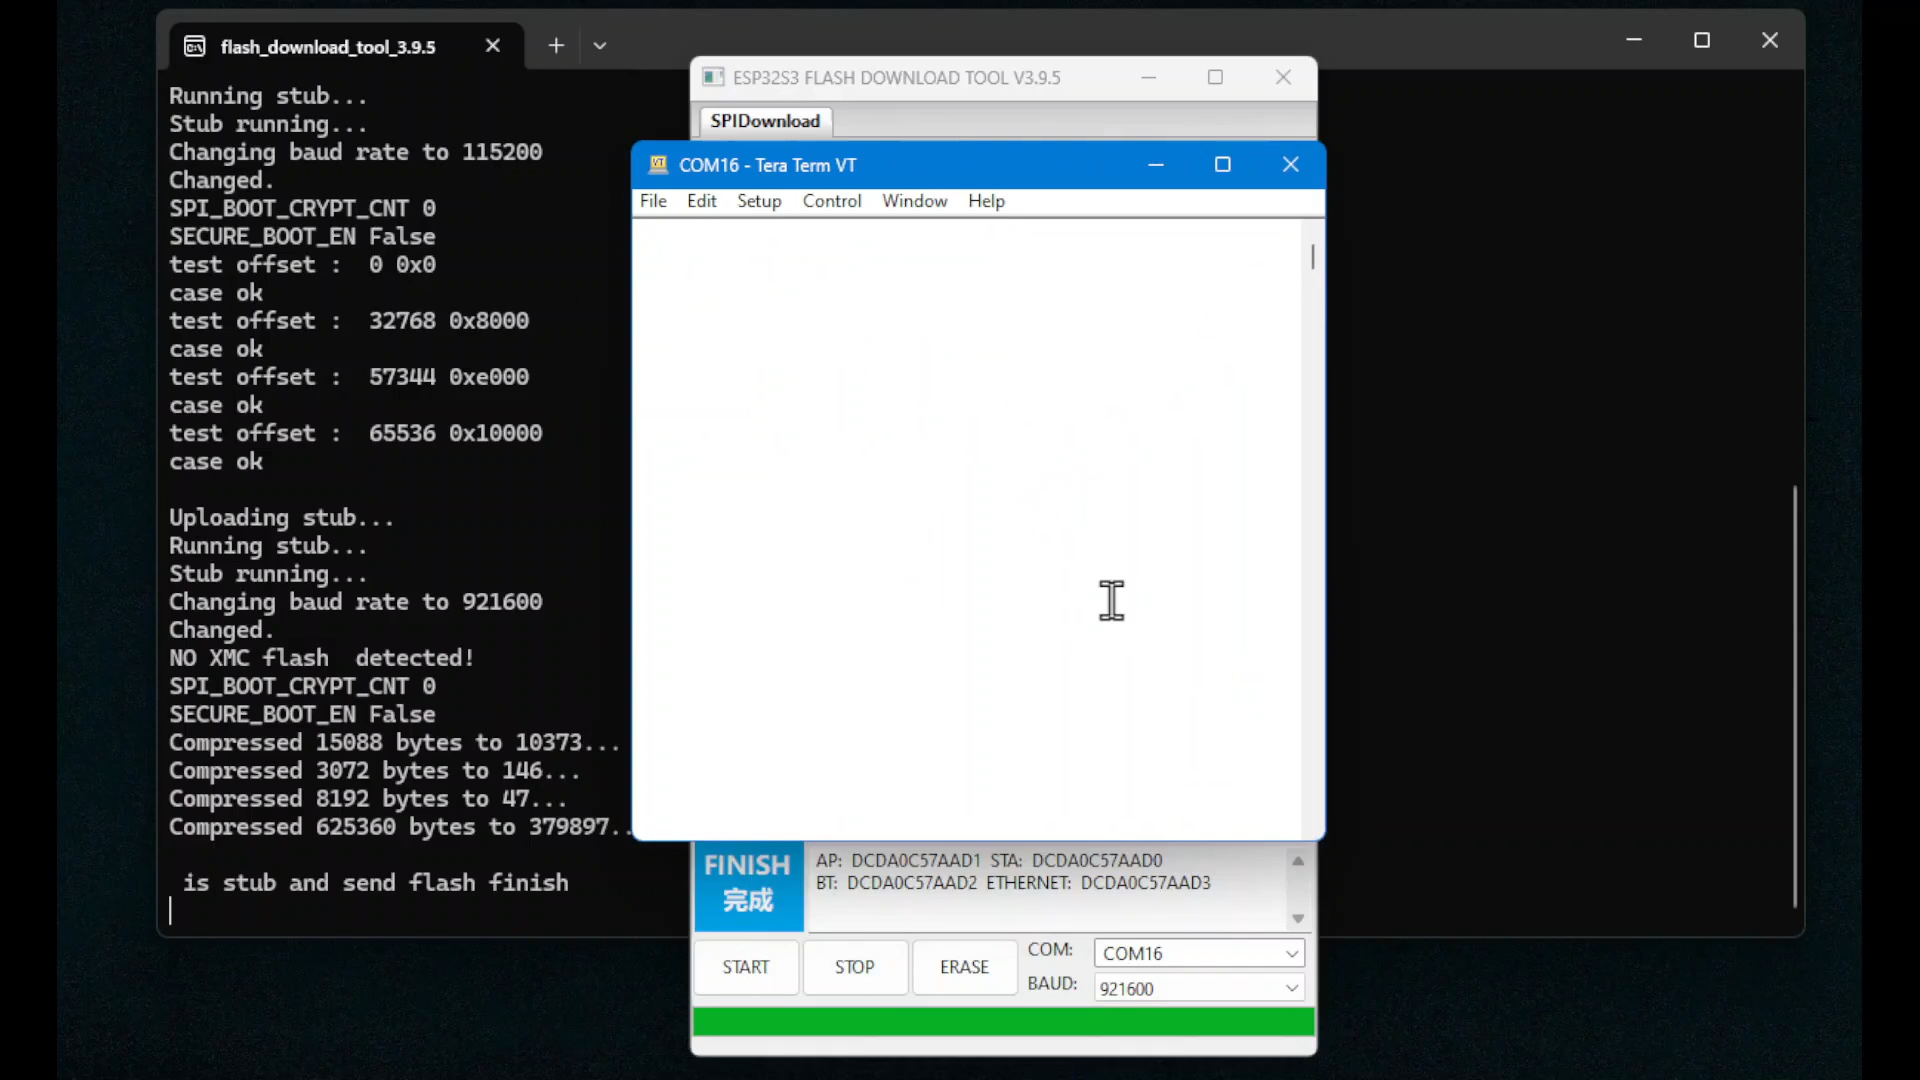 flash_download_tool_3.9.5
Running stub...
Stub running...
Changing baud rate to 115200
Changed.
SPI_BOOT_CRYPT_CNT 0
SECURE_BOOT_EN False
test offset :  0 0x0
case ok
test offset :  32768 0x8000
case ok
test offset :  57344 0xe000
case ok
test offset :  65536 0x10000
case ok
Uploading stub...
Running stub...
Stub running...
Changing baud rate to 921600
Changed.
NO XMC flash  detected!
SPI_BOOT_CRYPT_CNT 0
SECURE_BOOT_EN False
Compressed 15088 bytes to 10373...
Compressed 3072 bytes to 146...
Compressed 8192 bytes to 47...
Compressed 625360 bytes to 379897..
is stub and send flash finish
ESP32S3 FLASH DOWNLOAD TOOL V3.9.5
SPIDownload
COM16 - Tera Term VT
File Edit Setup Control Window Help
FINISH
完成
AP: DCDA0C57AAD1 STA: DCDA0C57AAD0
BT: DCDA0C57AAD2 ETHERNET: DCDA0C57AAD3
START STOP ERASE
COM: COM16
BAUD: 921600